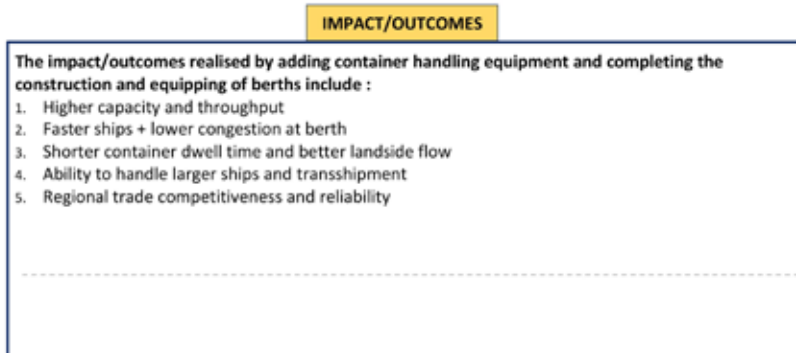 IMPACT/OUTCOMES
The impact/outcomes realised by adding container handling equipment and completing the
construction and equipping of berths include :
1. Higher capacity and throughput
2. Faster ships + lower congestion at berth
3. Shorter container dwell time and better landside flow
4. Ability to handle larger ships and transshipment
5. Regional trade competitiveness and reliability